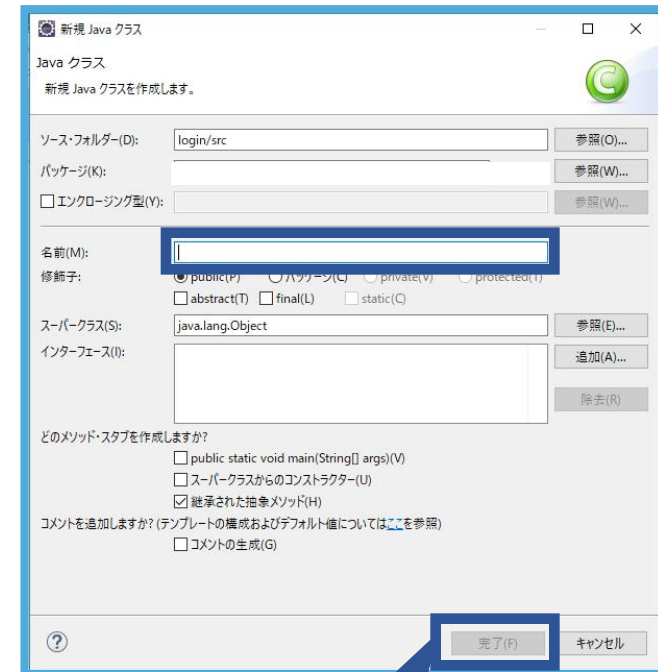 新規 Java クラス
Java クラス
新規 Java クラスを作成します。
C
ソース・フォルダー(D): login/src 参照(O)...
パッケージ(K): 参照(W)...
エンクロージング型(Y): 参照(W)...
名前(M):
修飾子: public(P) パッケージ(C) private(V) protected(T)
abstract(T) final(L) static(C)
スーパークラス(S): java.lang.Object 参照(E)...
インターフェース(I): 追加(A)...
除去(R)
どのメソッド・スタブを作成しますか?
public static void main(String[] args)(V)
スーパークラスからのコンストラクター(U)
継承された抽象メソッド(H)
コメントを追加しますか? (テンプレートの構成およびデフォルト値についてはここを参照)
コメントの生成(G)
? 完了(F) キャンセル